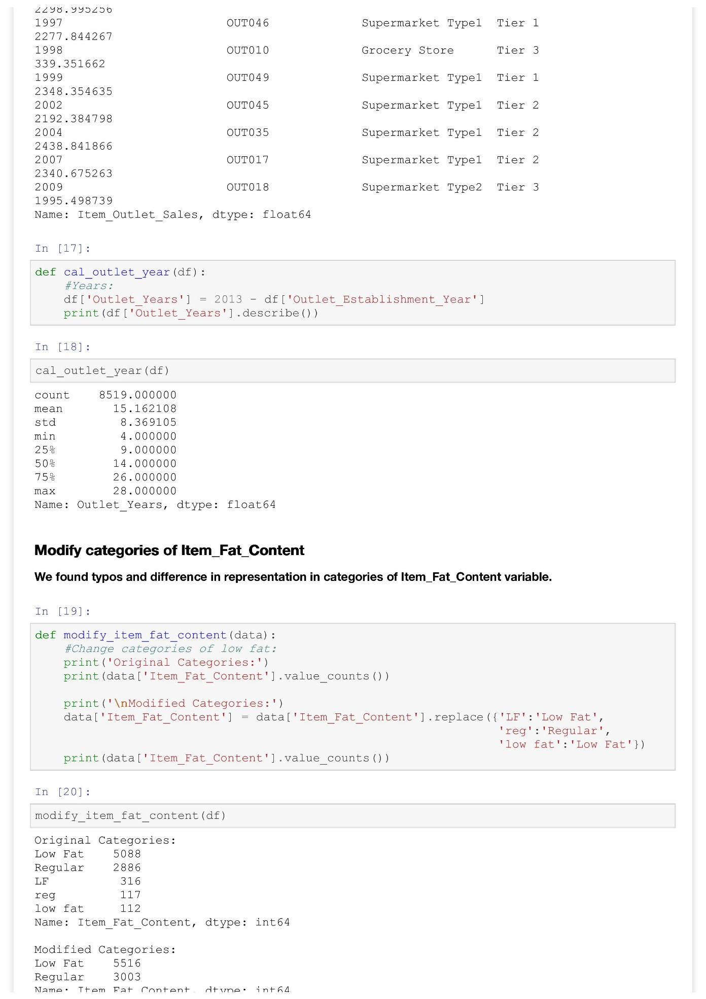 2298.995256
1997                       OUT046             Supermarket Type1  Tier 1
2277.844267
1998                       OUT010             Grocery Store      Tier 3
339.351662
1999                       OUT049             Supermarket Type1  Tier 1
2348.354635
2002                       OUT045             Supermarket Type1  Tier 2
2192.384798
2004                       OUT035             Supermarket Type1  Tier 2
2438.841866
2007                       OUT017             Supermarket Type1  Tier 2
2340.675263
2009                       OUT018             Supermarket Type2  Tier 3
1995.498739
Name: Item_Outlet_Sales, dtype: float64
In [17]:
def cal_outlet_year(df):
    #Years:
    df['Outlet_Years'] = 2013 - df['Outlet_Establishment_Year']
    print(df['Outlet_Years'].describe())
In [18]:
cal_outlet_year(df)
count    8519.000000
mean       15.162108
std         8.369105
min         4.000000
25%         9.000000
50%        14.000000
75%        26.000000
max        28.000000
Name: Outlet_Years, dtype: float64
Modify categories of Item_Fat_Content
We found typos and difference in representation in categories of Item_Fat_Content variable.
In [19]:
def modify_item_fat_content(data):
    #Change categories of low fat:
    print('Original Categories:')
    print(data['Item_Fat_Content'].value_counts())
    print('\nModified Categories:')
    data['Item_Fat_Content'] = data['Item_Fat_Content'].replace({'LF':'Low Fat',
                                                                 'reg':'Regular',
                                                                 'low fat':'Low Fat'})
    print(data['Item_Fat_Content'].value_counts())
In [20]:
modify_item_fat_content(df)
Original Categories:
Low Fat    5088
Regular    2886
LF          316
reg         117
low fat     112
Name: Item_Fat_Content, dtype: int64
Modified Categories:
Low Fat    5516
Regular    3003
Name: Item_Fat_Content, dtype: int64